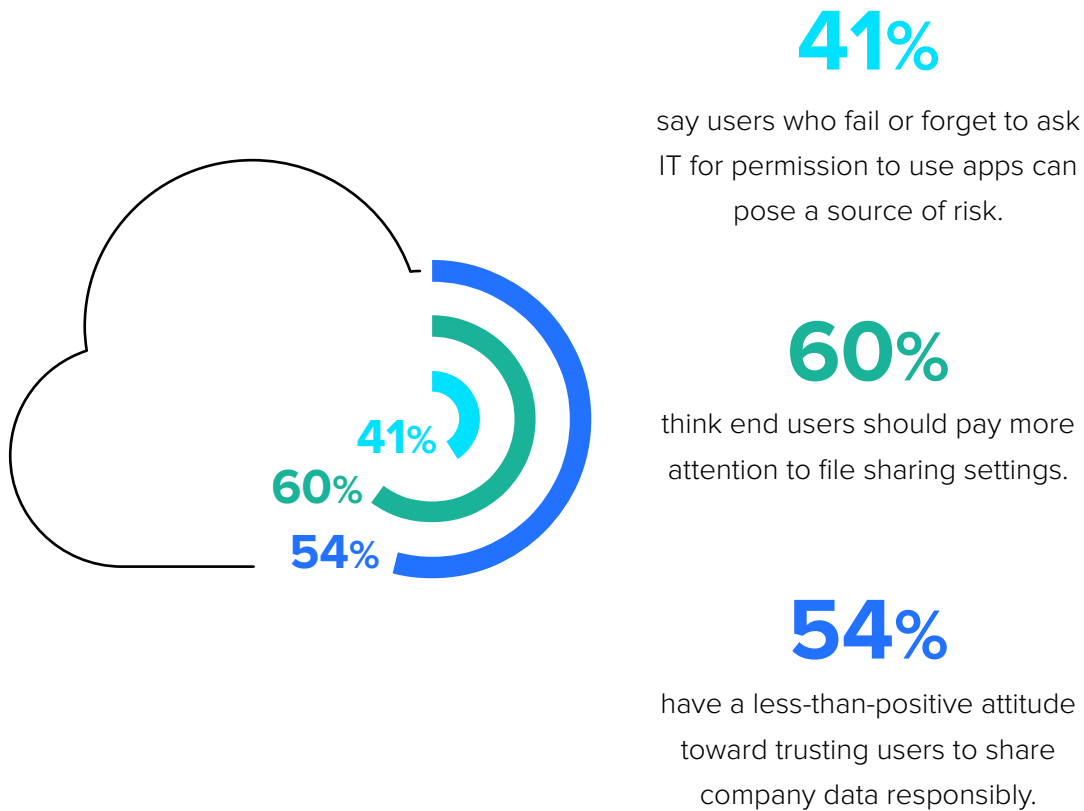 41%
say users who fail or forget to ask
IT for permission to use apps can
pose a source of risk.
60%
think end users should pay more
attention to file sharing settings.
54%
have a less-than-positive attitude
toward trusting users to share
company data responsibly.
41%
60%
54%